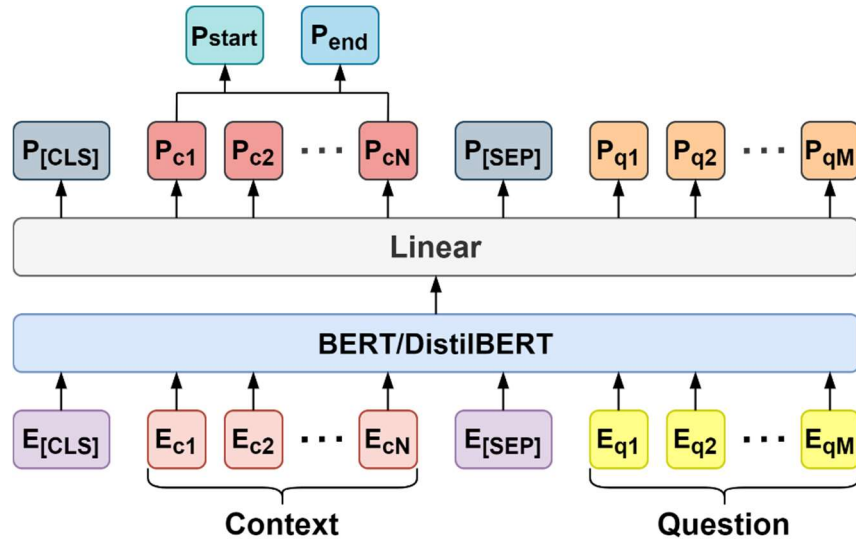 Pstart Pend
P[CLS] Pc1 Pc2 ... PcN P[SEP] Pq1 Pq2 ... PqM
Linear
BERT/DistilBERT
E[CLS] Ec1 Ec2 ... EcN E[SEP] Eq1 Eq2 ... EqM
Context Question